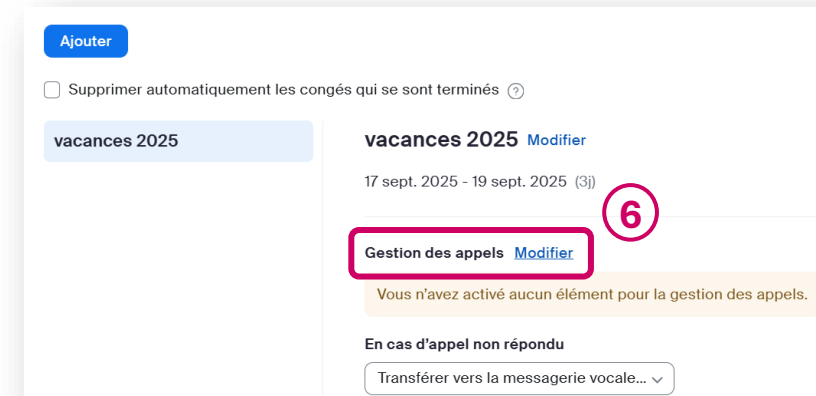 Ajouter
Supprimer automatiquement les congés qui se sont terminés ?
vacances 2025
vacances 2025 Modifier
17 sept. 2025 - 19 sept. 2025 (3j)
6
Gestion des appels Modifier
Vous n’avez activé aucun élément pour la gestion des appels.
En cas d’appel non répondu
Transférer vers la messagerie vocale...